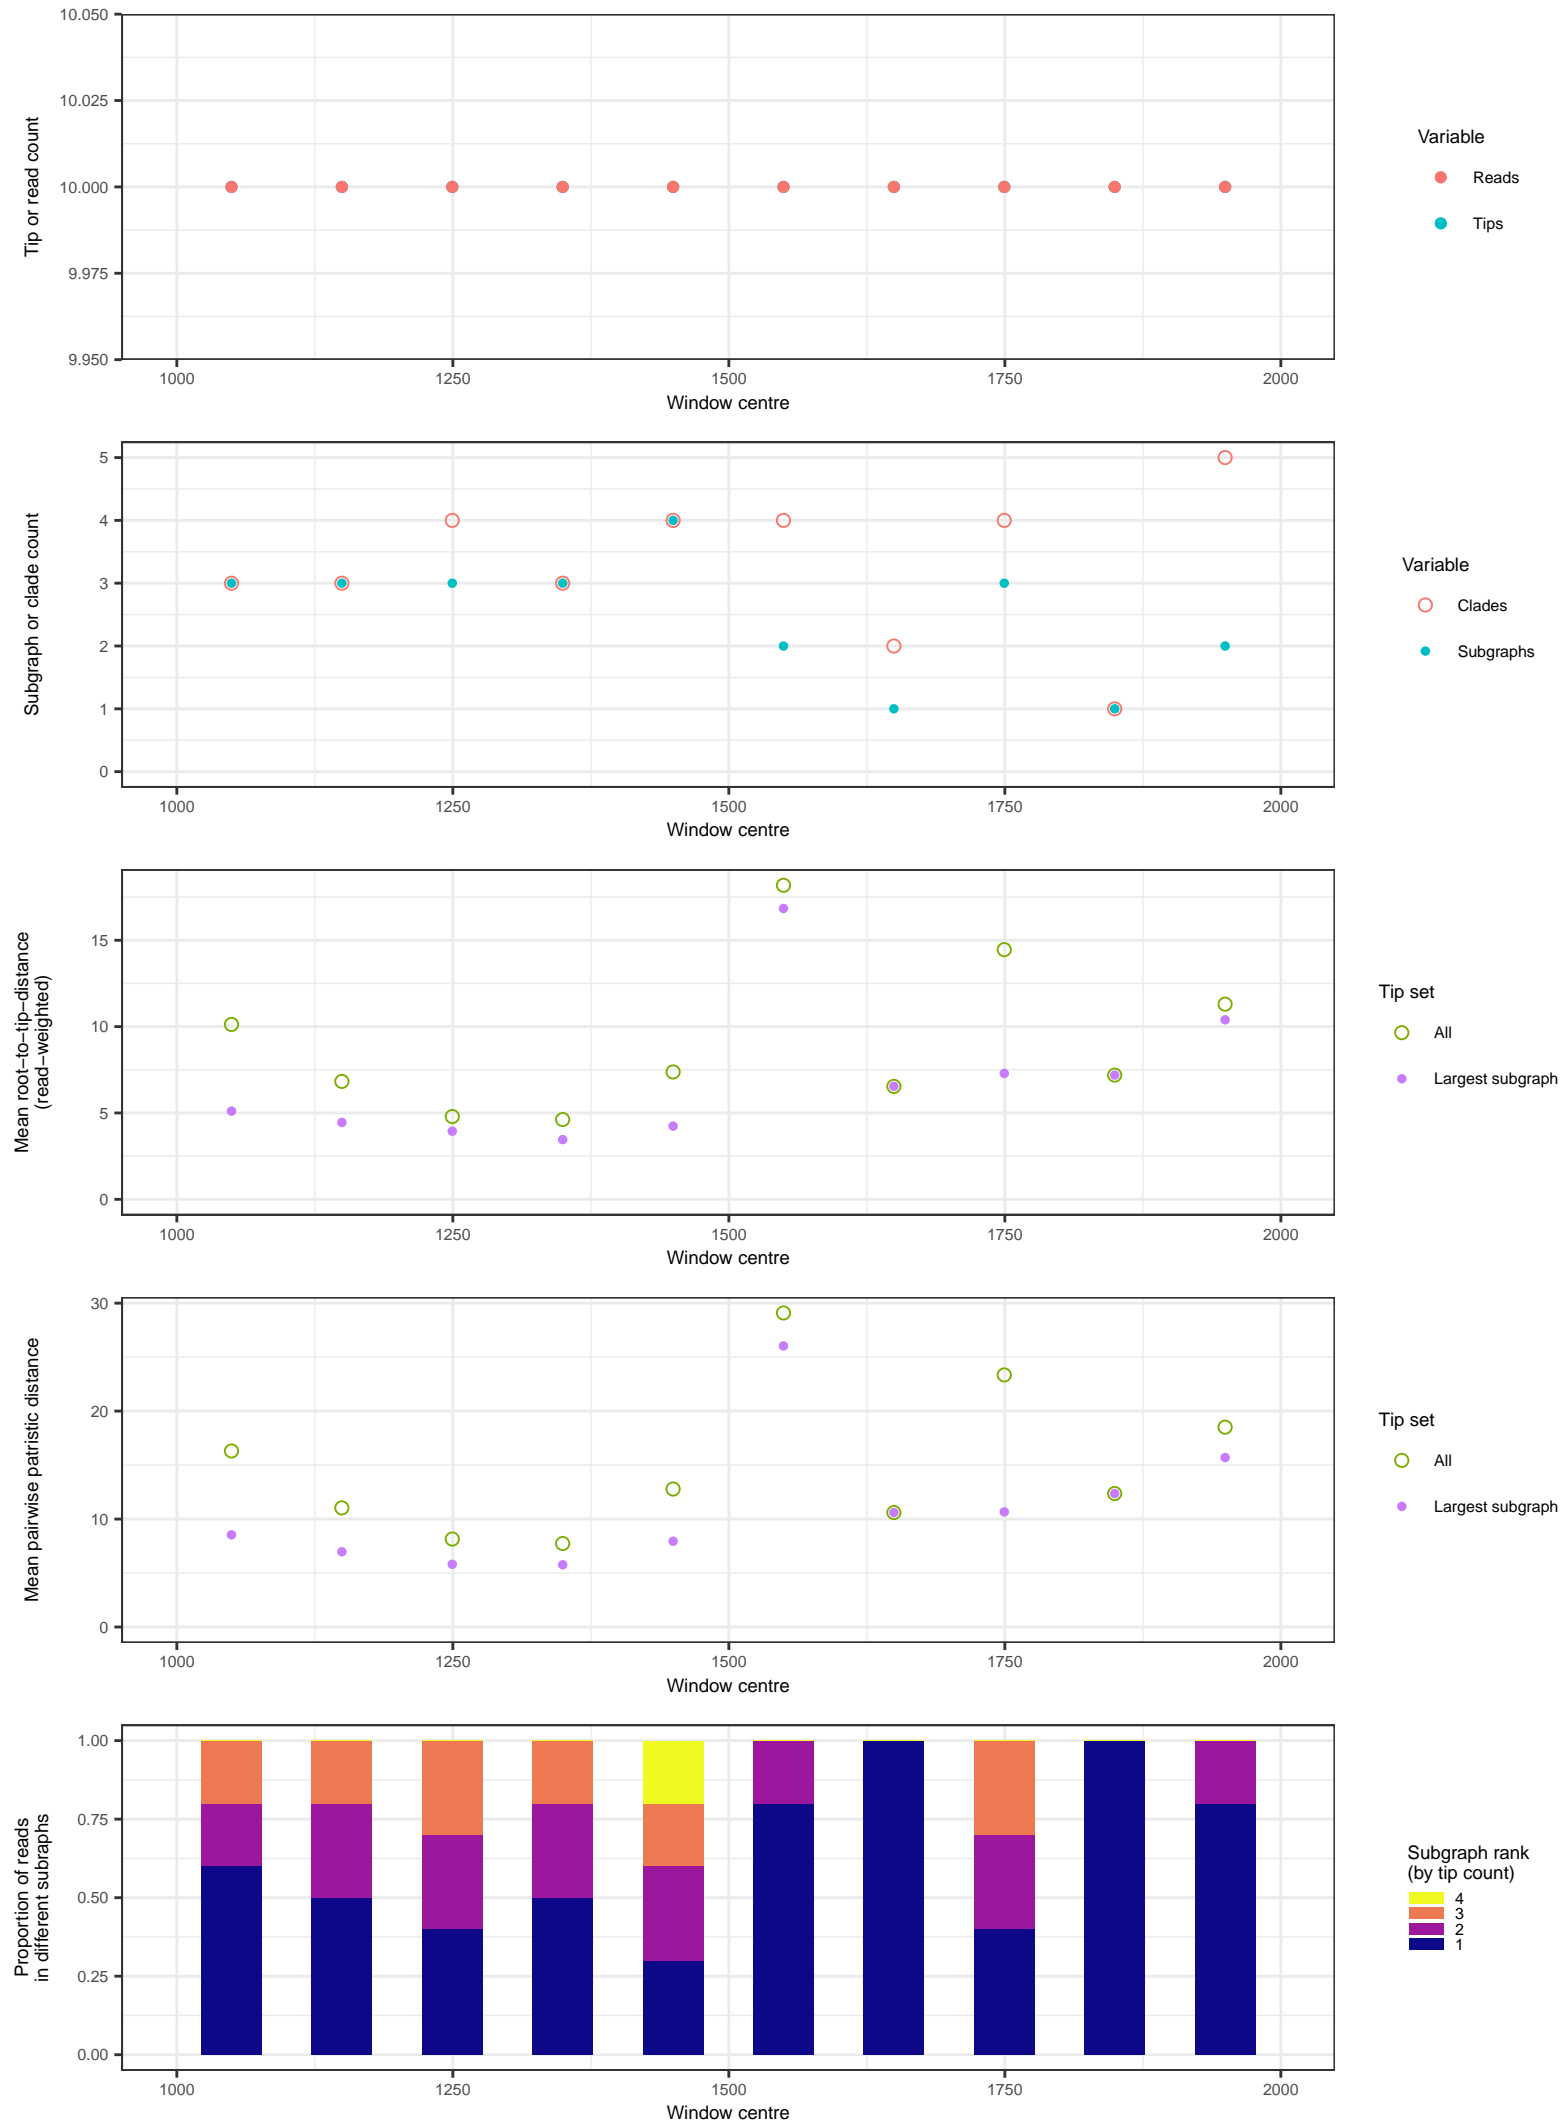 10.050
10.025
10.000
9.975
9.950
Tip or read count
1000 1250 1500 1750 2000
Window centre
Variable
Reads
Tips
5
4
3
2
1
0
Subgraph or clade count
1000 1250 1500 1750 2000
Window centre
Variable
Clades
Subgraphs
15
10
5
0
Mean root−to−tip−distance
(read−weighted)
1000 1250 1500 1750 2000
Window centre
Tip set
All
Largest subgraph
30
20
10
0
Mean pairwise patristic distance
1000 1250 1500 1750 2000
Window centre
Tip set
All
Largest subgraph
1.00
0.75
0.50
0.25
0.00
Proportion of reads
in different subraphs
1000 1250 1500 1750 2000
Window centre
Subgraph rank
(by tip count)
4
3
2
1